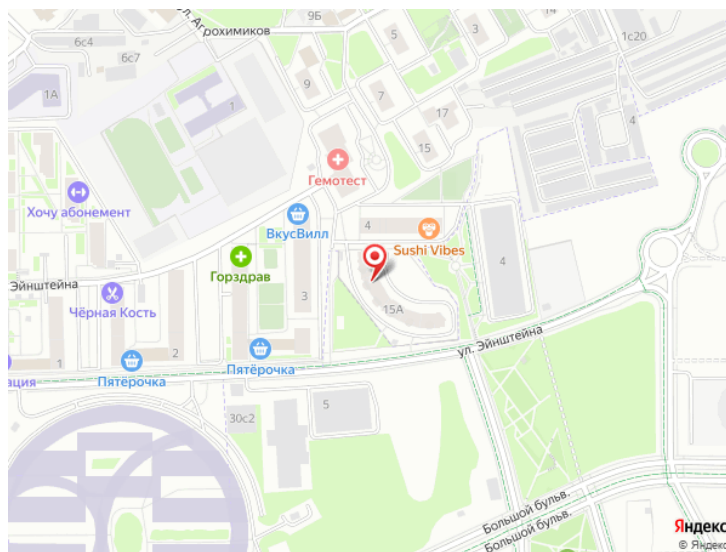 6с4
9Б
ул. Агрохимиков
6с7
5
3
14
1с20
1А
1
9
7
17
4
15
Гемотест
Хочу абонемент
ВкусВилл
4
Sushi Vibes
Горздрав
4
Эйнштейна
3
Чёрная Кость
15А
ул. Эйнштейна
1
2
Пятёрочка
Пятёрочка
ация
30с2
5
Большой бульв.
Большой бульв.
Яндекс
© Яндекс